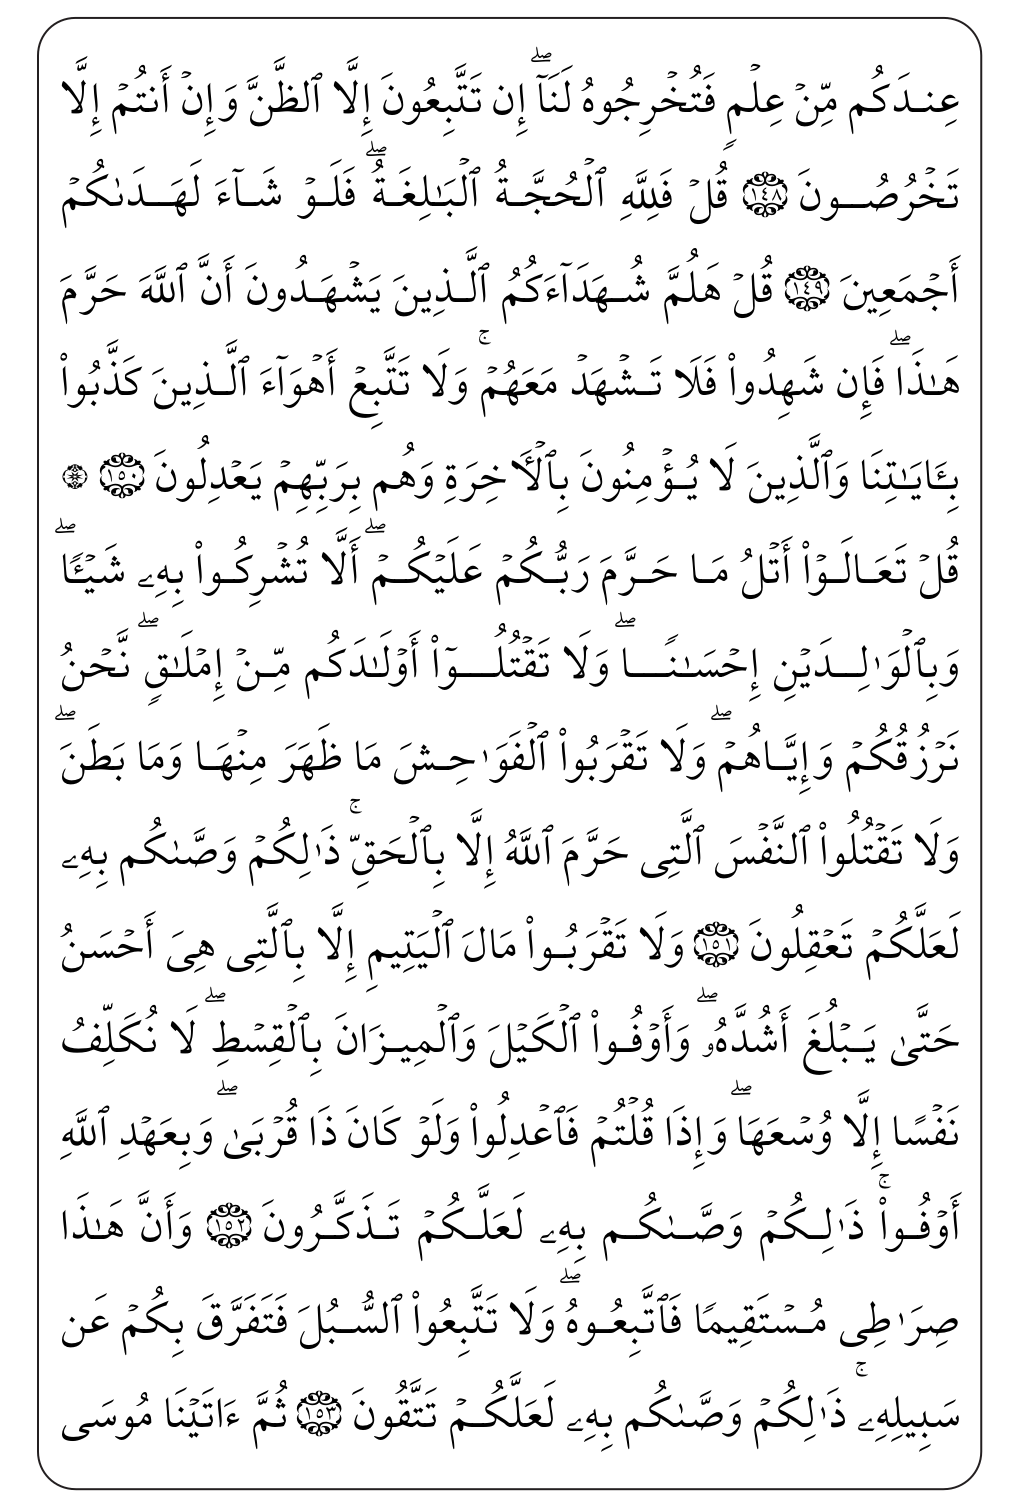 عِندَكُم مِّنۡ عِلۡمٖ فَتُخۡرِجُوهُ لَنَآۖ إِن تَتَّبِعُونَ إِلَّا ٱلظَّنَّ وَإِنۡ أَنتُمۡ إِلَّا
تَخۡرُصُونَ ١٤٨ قُلۡ فَلِلَّهِ ٱلۡحُجَّةُ ٱلۡبَٰلِغَةُۖ فَلَوۡ شَآءَ لَهَدَىٰكُمۡ
أَجۡمَعِينَ ١٤٩ قُلۡ هَلُمَّ شُهَدَآءَكُمُ ٱلَّذِينَ يَشۡهَدُونَ أَنَّ ٱللَّهَ حَرَّمَ
هَٰذَاۖ فَإِن شَهِدُواْ فَلَا تَشۡهَدۡ مَعَهُمۡۚ وَلَا تَتَّبِعۡ أَهۡوَآءَ ٱلَّذِينَ كَذَّبُواْ
بِـَٔايَٰتِنَا وَٱلَّذِينَ لَا يُؤۡمِنُونَ بِٱلۡأٓخِرَةِ وَهُم بِرَبِّهِمۡ يَعۡدِلُونَ ١٥٠ ۞
قُلۡ تَعَالَوۡاْ أَتۡلُ مَا حَرَّمَ رَبُّكُمۡ عَلَيۡكُمۡۖ أَلَّا تُشۡرِكُواْ بِهِۦ شَيۡـٔٗاۖ
وَبِٱلۡوَٰلِدَيۡنِ إِحۡسَٰنٗاۖ وَلَا تَقۡتُلُوٓاْ أَوۡلَٰدَكُم مِّنۡ إِمۡلَٰقٖۖ نَّحۡنُ
نَرۡزُقُكُمۡ وَإِيَّاهُمۡۖ وَلَا تَقۡرَبُواْ ٱلۡفَوَٰحِشَ مَا ظَهَرَ مِنۡهَا وَمَا بَطَنَۖ
وَلَا تَقۡتُلُواْ ٱلنَّفۡسَ ٱلَّتِي حَرَّمَ ٱللَّهُ إِلَّا بِٱلۡحَقِّۚ ذَٰلِكُمۡ وَصَّىٰكُم بِهِۦ
لَعَلَّكُمۡ تَعۡقِلُونَ ١٥١ وَلَا تَقۡرَبُواْ مَالَ ٱلۡيَتِيمِ إِلَّا بِٱلَّتِي هِيَ أَحۡسَنُ
حَتَّىٰ يَبۡلُغَ أَشُدَّهُۥۖ وَأَوۡفُواْ ٱلۡكَيۡلَ وَٱلۡمِيزَانَ بِٱلۡقِسۡطِۖ لَا نُكَلِّفُ
نَفۡسًا إِلَّا وُسۡعَهَاۖ وَإِذَا قُلۡتُمۡ فَٱعۡدِلُواْ وَلَوۡ كَانَ ذَا قُرۡبَىٰۖ وَبِعَهۡدِ ٱللَّهِ
أَوۡفُواْۚ ذَٰلِكُمۡ وَصَّىٰكُم بِهِۦ لَعَلَّكُمۡ تَذَكَّرُونَ ١٥٢ وَأَنَّ هَٰذَا
صِرَٰطِي مُسۡتَقِيمٗا فَٱتَّبِعُوهُۖ وَلَا تَتَّبِعُواْ ٱلسُّبُلَ فَتَفَرَّقَ بِكُمۡ عَن
سَبِيلِهِۦۚ ذَٰلِكُمۡ وَصَّىٰكُم بِهِۦ لَعَلَّكُمۡ تَتَّقُونَ ١٥٣ ثُمَّ ءَاتَيۡنَا مُوسَى